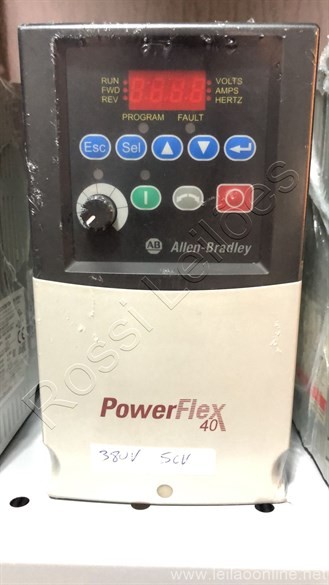 RUN
FWD
REV
VOLTS
AMPS
HERTZ
PROGRAM FAULT
Esc Sel
AB Allen-Bradley
PowerFlex
40
380V 5CV
Rossi Leilões
www.leilaoonline.net